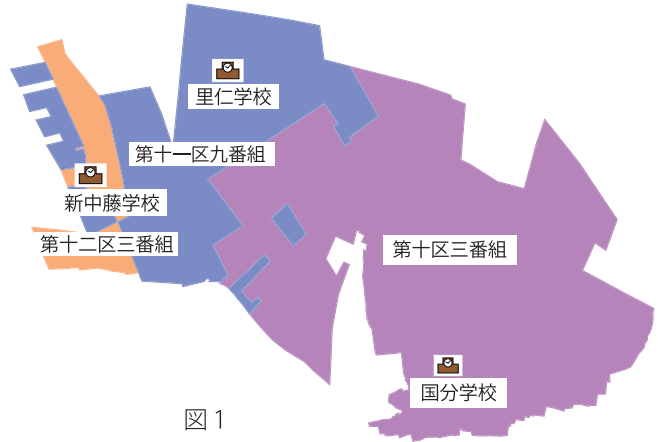 里仁学校
第十一区九番組
新中藤学校
第十二区三番組
第十区三番組
国分学校
図1